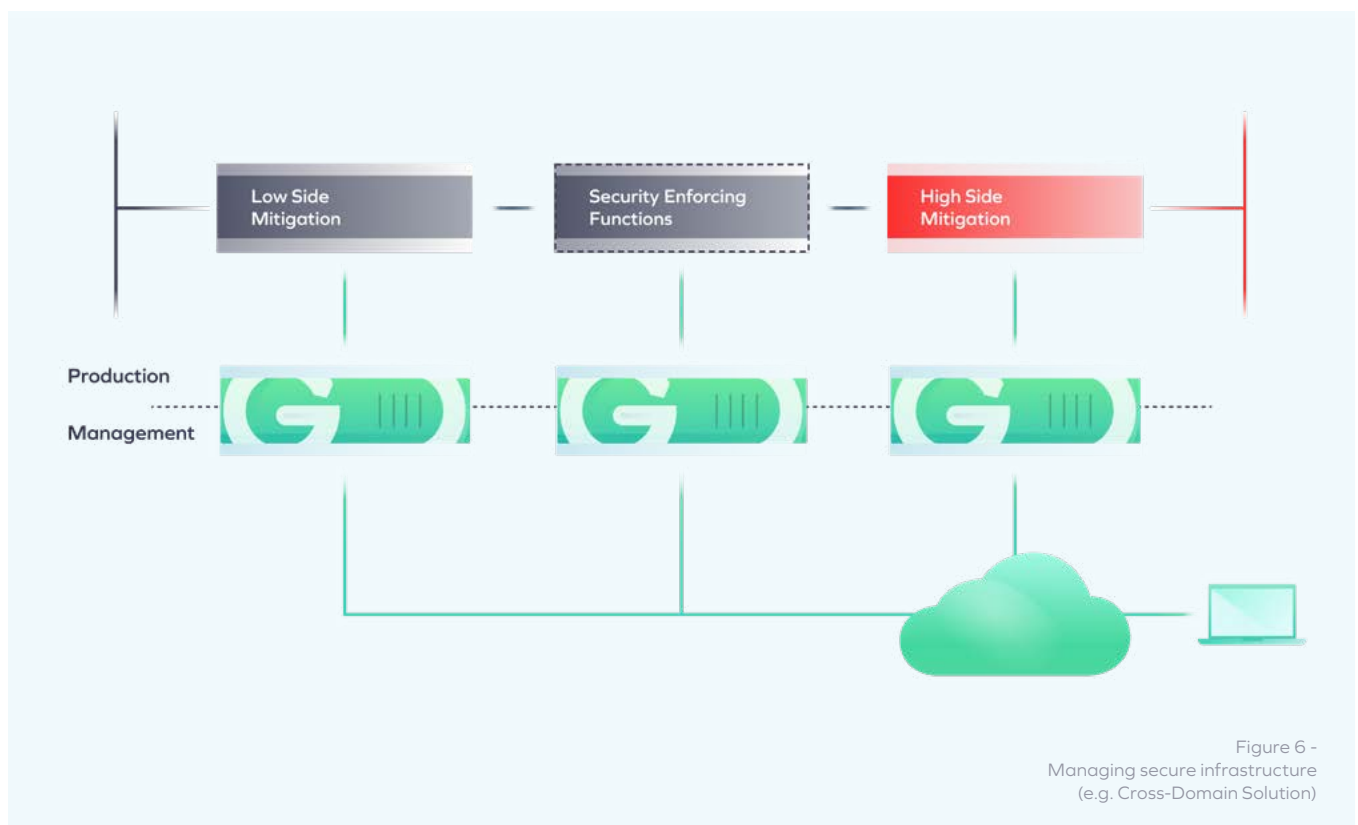 Low Side
Mitigation
Security Enforcing
Functions
High Side
Mitigation
Production
Management
G
G
G
Figure 6 -
Managing secure infrastructure
(e.g. Cross-Domain Solution)